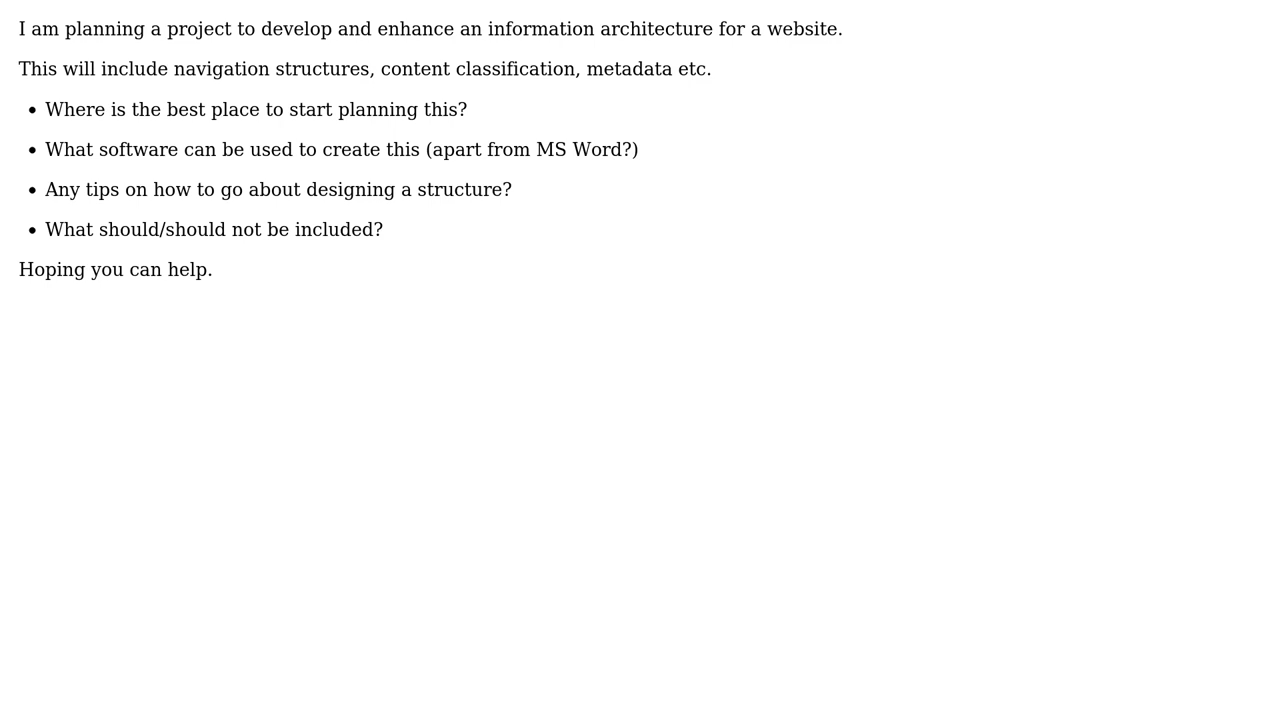 I am planning a project to develop and enhance an information architecture for a website.
This will include navigation structures, content classification, metadata etc.
• Where is the best place to start planning this?
• What software can be used to create this (apart from MS Word?)
• Any tips on how to go about designing a structure?
• What should/should not be included?
Hoping you can help.